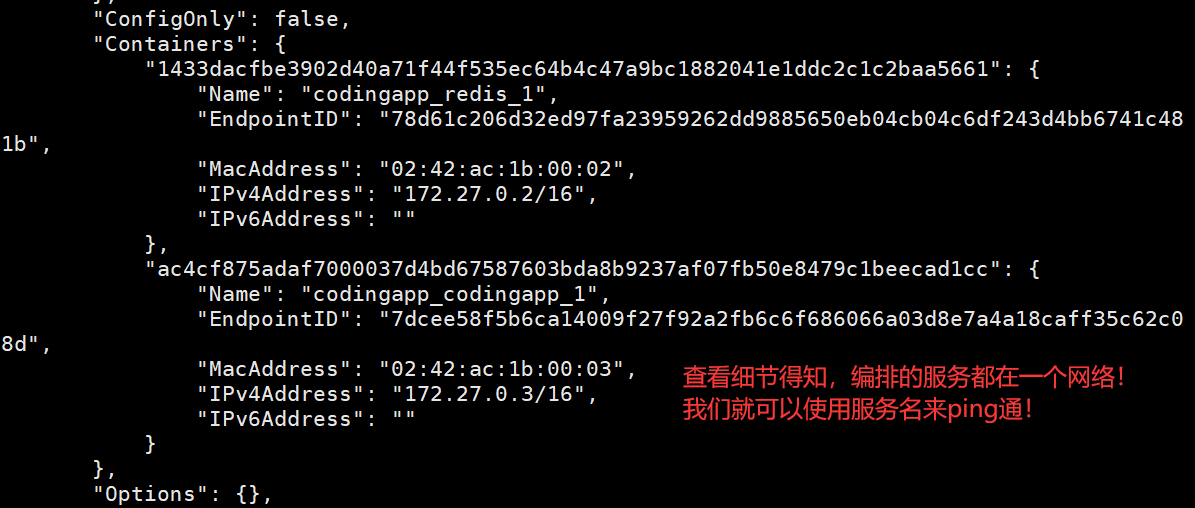 },
"ConfigOnly": false,
"Containers": {
"1433dacfbe3902d40a71f44f535ec64b4c47a9bc1882041e1ddc2c1c2baa5661": {
"Name": "codingapp_redis_1",
"EndpointID": "78d61c206d32ed97fa23959262dd9885650eb04cb04c6df243d4bb6741c48
1b",
"MacAddress": "02:42:ac:1b:00:02",
"IPv4Address": "172.27.0.2/16",
"IPv6Address": ""
},
"ac4cf875adaf7000037d4bd67587603bda8b9237af07fb50e8479c1beecad1cc": {
"Name": "codingapp_codingapp_1",
"EndpointID": "7dcee58f5b6ca14009f27f92a2fb6c6f686066a03d8e7a4a18caff35c62c0
8d",
"MacAddress": "02:42:ac:1b:00:03",
"IPv4Address": "172.27.0.3/16",
"IPv6Address": ""
}
},
"Options": {},
查看细节得知，编排的服务都在一个网络！
我们就可以使用服务名来ping通！